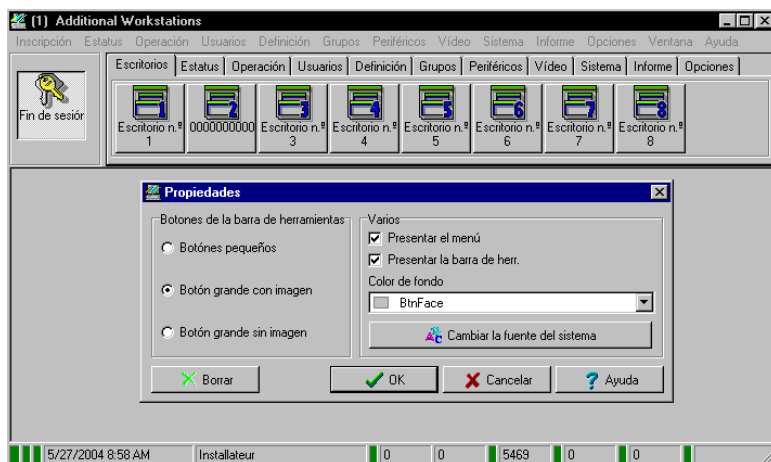 (1) Additional Workstations
Inscripción Estatus Operación Usuarios Definición Grupos Periféricos Vídeo Sistema Informe Opciones Ventana Ayuda
Escritorios Estatus Operación Usuarios Definición Grupos Periféricos Vídeo Sistema Informe Opciones
1 2 3 4 5 6 7 8
Fin de sesiór
Escritorio n.º 0000000000 Escritorio n.º Escritorio n.º Escritorio n.º Escritorio n.º Escritorio n.º Escritorio n.º
1 3 4 5 6 7 8
Propiedades
Botones de la barra de herramientas
Botónes pequeños
Botón grande con imagen
Botón grande sin imagen
Varios
Presentar el menú
Presentar la barra de herr.
Color de fondo
BtnFace
Cambiar la fuente del sistema
Borrar OK Cancelar Ayuda
5/27/2004 8:58 AM Installateur 0 0 5469 0 0